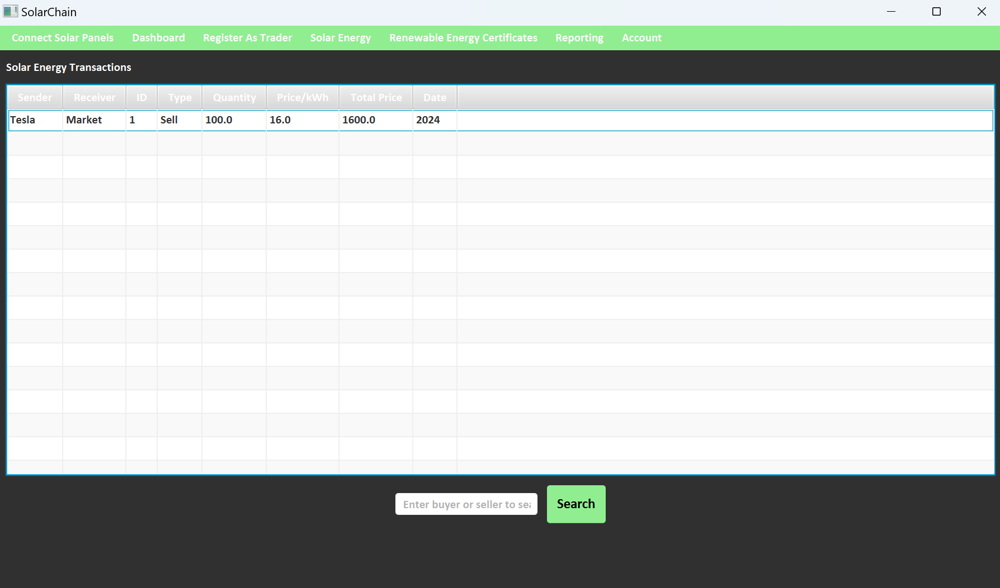 SolarChain
Connect Solar Panels Dashboard Register As Trader Solar Energy Renewable Energy Certificates Reporting Account
Solar Energy Transactions
Sender Receiver ID Type Quantity Price/kWh Total Price Date
Tesla Market 1 Sell 100.0 16.0 1600.0 2024
Enter buyer or seller to sea
Search